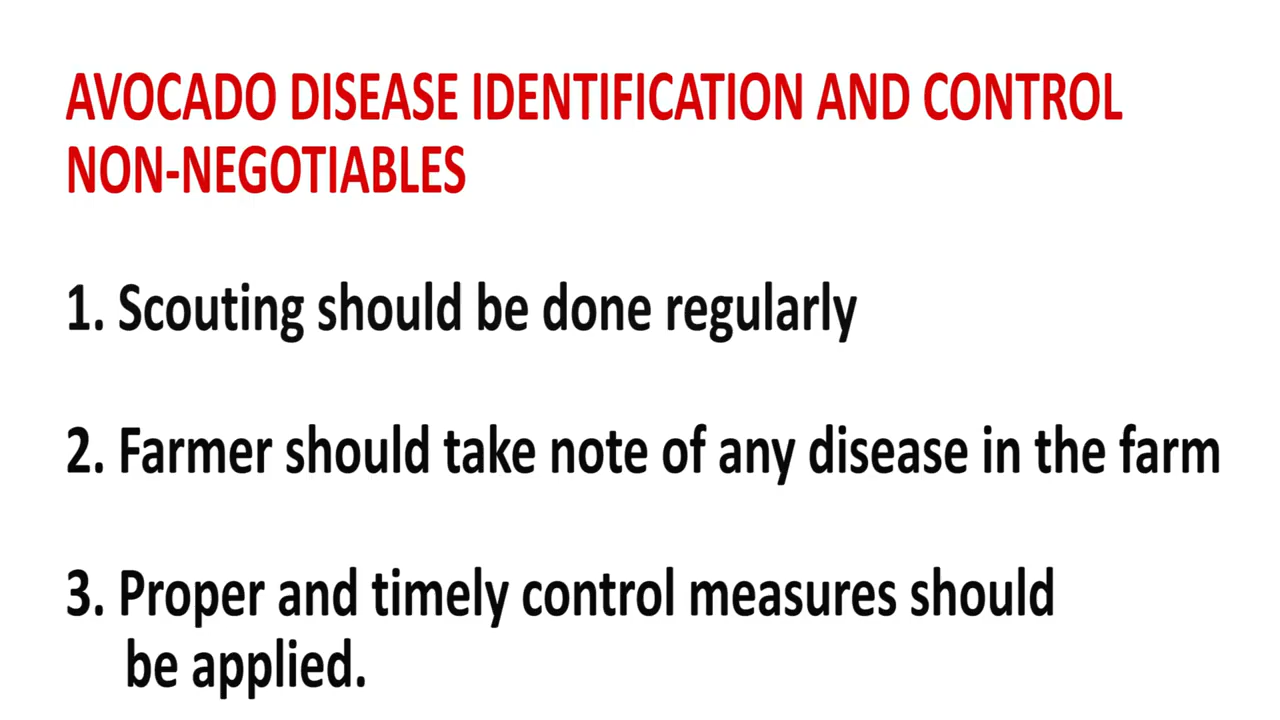 AVOCADO DISEASE IDENTIFICATION AND CONTROL
NON-NEGOTIABLES
1. Scouting should be done regularly
2. Farmer should take note of any disease in the farm
3. Proper and timely control measures should
be applied.